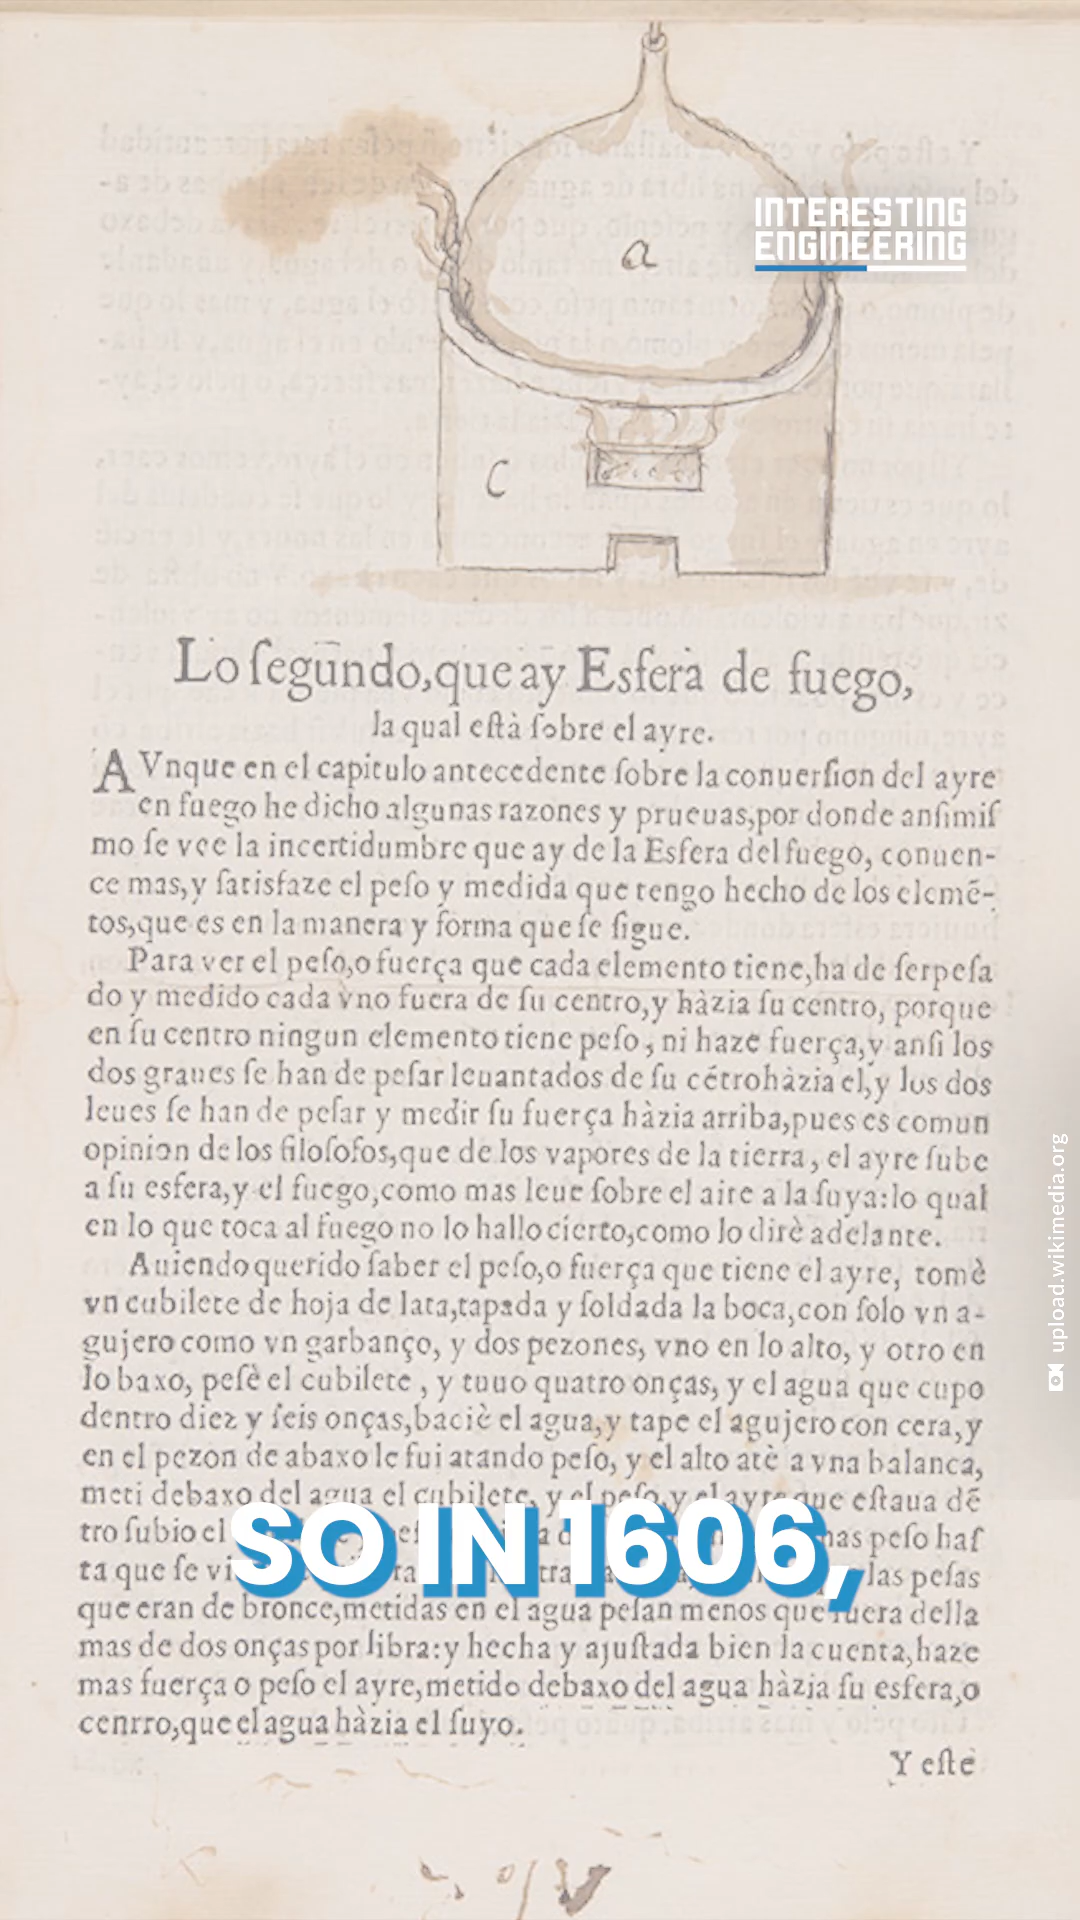 a
INTERESTING
ENGINEERING
C
Lo ſegundo,que ay Esfera de fuego,
la qual eſtà ſobre el ayre.
AVnque en el capitulo antecedente ſobre la conuerſion del ayre
en fuego he dicho algunas razones y prueuas,por donde anſimiſ
mo ſe vee la incertidumbre que ay de la Esfera del fuego, conuen-
ce mas,y ſatisfaze el peſo y medida que tengo hecho de los elemē-
tos,que es en la manera y forma que ſe ſigue.
Para ver el peſo,o fuerça que cada elemento tiene,ha de ſer peſa
do y medido cada vno fuera de ſu centro,y hàzia ſu centro, porque
en ſu centro ningun elemento tiene peſo, ni haze fuerça,y anſi los
dos graues ſe han de peſar leuantados de ſu cētro hàzia el,y los dos
leues ſe han de peſar y medir ſu fuerça hàzia arriba,pues es comun
opinion de los filoſofos,que de los vapores de la tierra, el ayre ſube
a ſu esfera,y el fuego,como mas leue ſobre el aire a la ſuya:lo qual
en lo que toca al fuego no lo hallo cierto,como lo dirè adelante.
Auiendo querido ſaber el peſo,o fuerça que tiene el ayre, tomè
vn cubilete de hoja de lata,tapada y ſoldada la boca,con ſolo vn a-
gujero como vn garbanço, y dos pezones, vno en lo alto, y otro en
lo baxo, peſè el cubilete, y tuuo quatro onças, y el agua que cupo
dentro diez y ſeis onças,baciè el agua,y tape el agujero con cera,y
en el pezon de abaxo le fui atando peſo, y el alto atè a vna balança,
meti debaxo del agua el cubilete, y el peſo,y el ayre que eſtaua dē
tro ſubio el mas peſo haſ
ta que ſe las peſas
SO IN 1606,
que eran de bronce,metidas en el agua peſan menos que fuera della
mas de dos onças por libra:y hecha y ajuſtada bien la cuenta,haze
mas fuerça o peſo el ayre,metido debaxo del agua hàzia ſu esfera,o
centro,que el agua hàzia el ſuyo.
Y eſte
upload.wikimedia.org